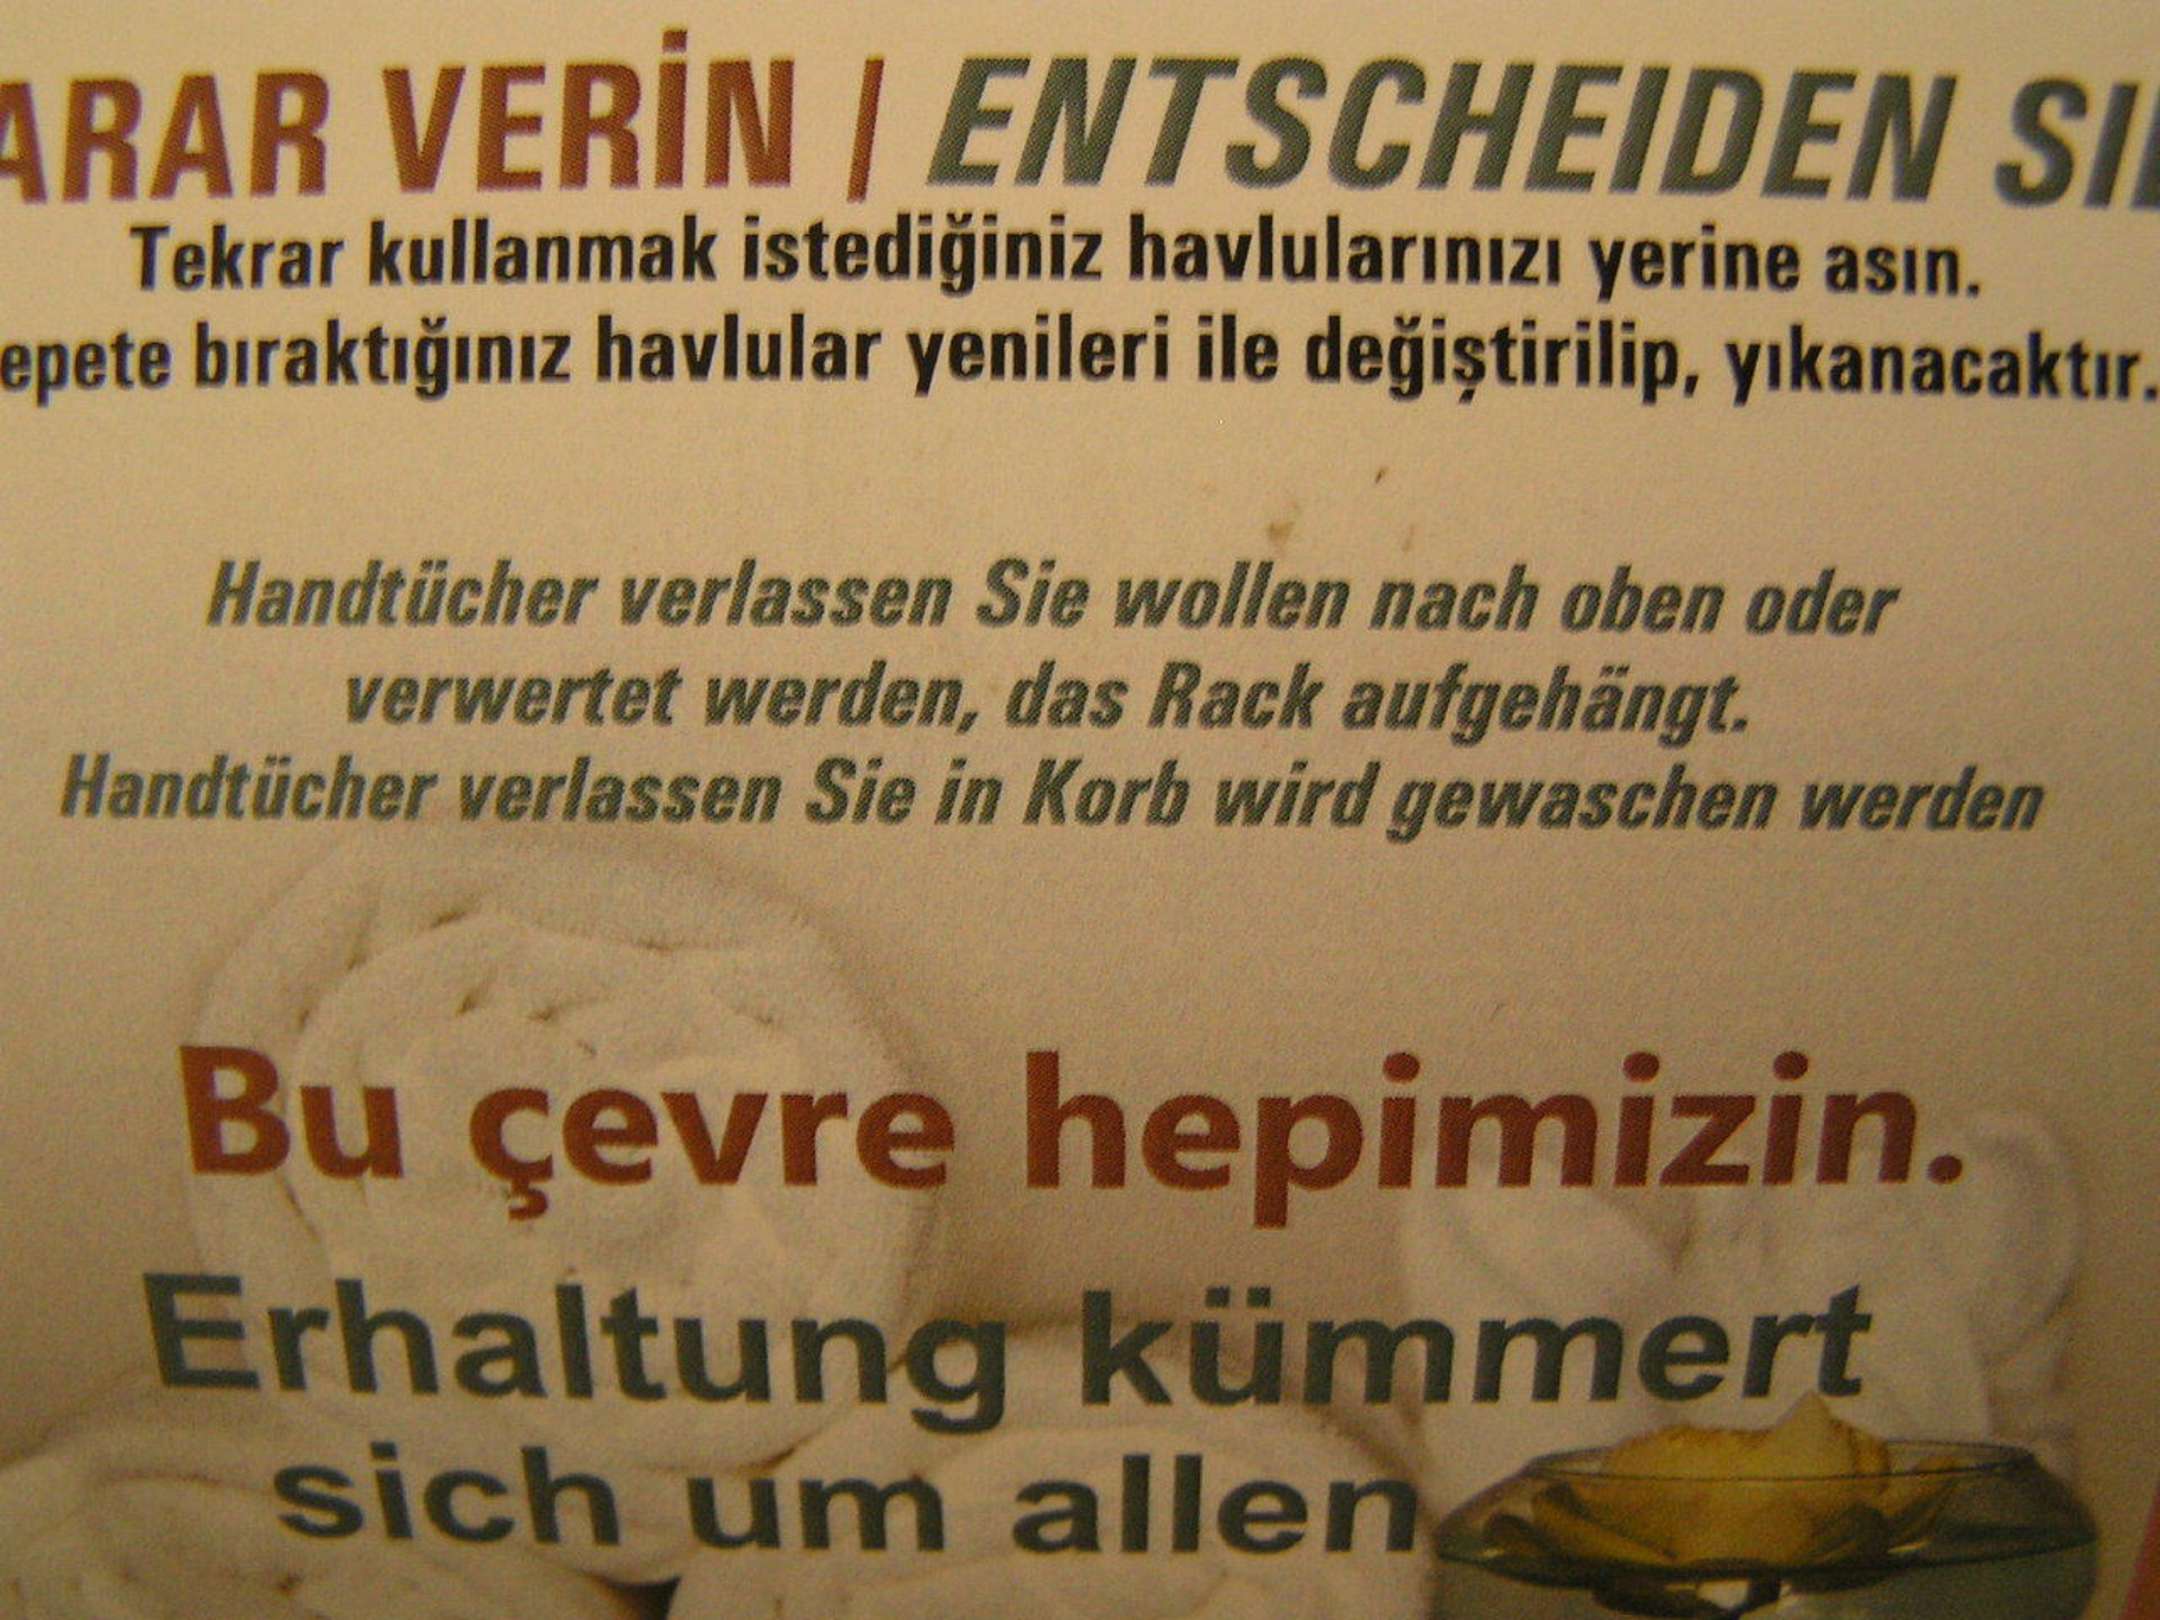 ARAR VERİN / ENTSCHEIDEN SIE
Tekrar kullanmak istediğiniz havlularınızı yerine asın.
epete bıraktığınız havlular yenileri ile değiştirilip, yıkanacaktır.
Handtücher verlassen Sie wollen nach oben oder
verwertet werden, das Rack aufgehängt.
Handtücher verlassen Sie in Korb wird gewaschen werden
Bu çevre hepimizin.
Erhaltung kümmert
sich um allen